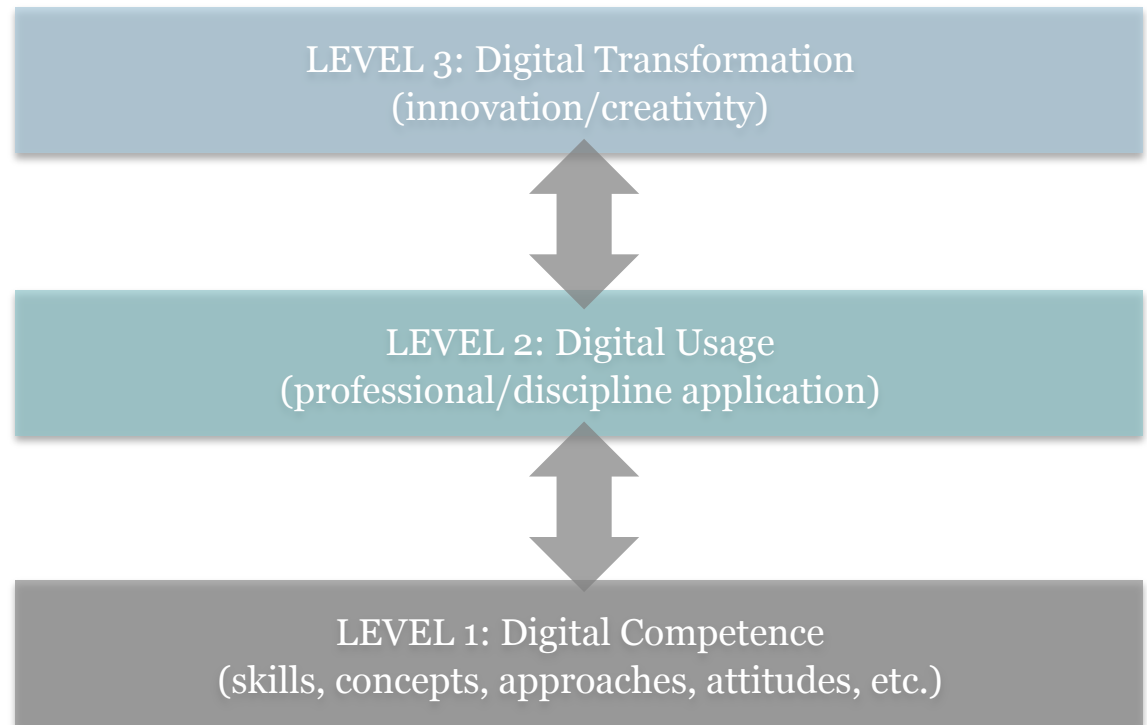 LEVEL 3: Digital Transformation
(innovation/creativity)
LEVEL 2: Digital Usage
(professional/discipline application)
LEVEL 1: Digital Competence
(skills, concepts, approaches, attitudes, etc.)